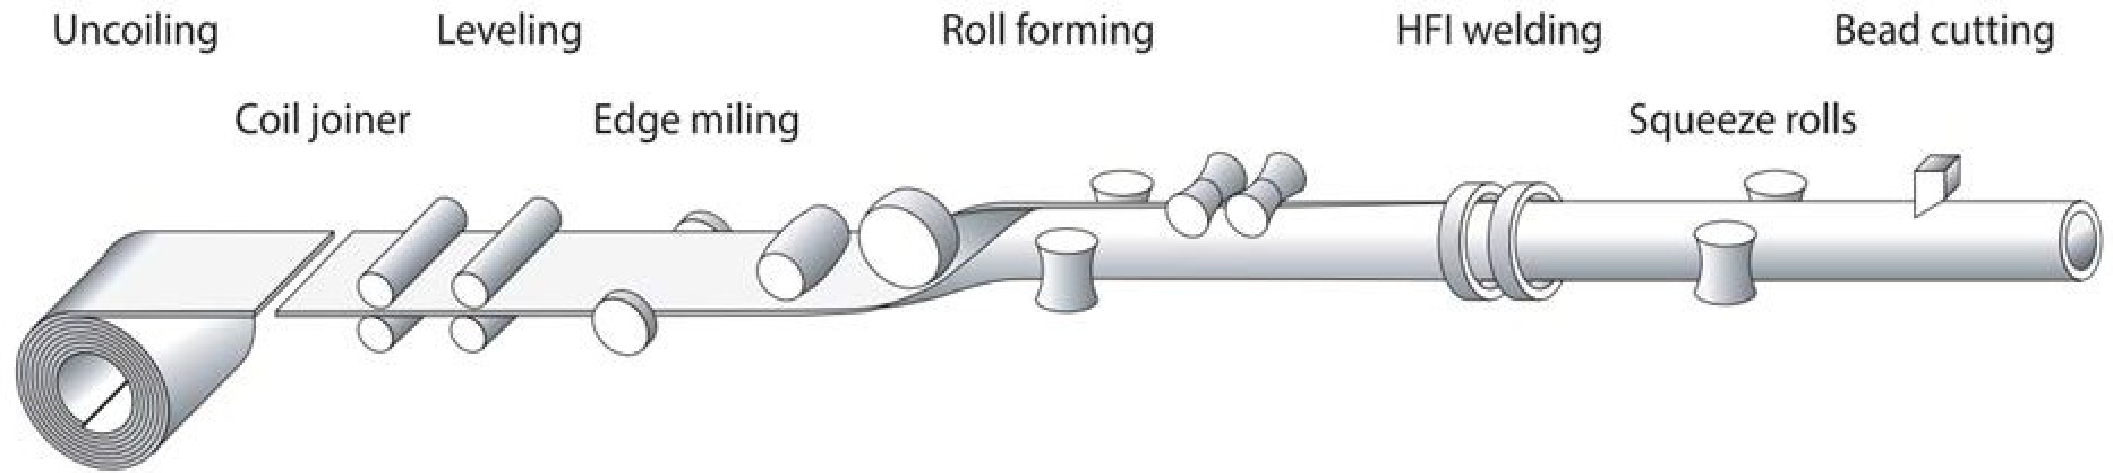 Uncoiling
Leveling
Roll forming
HFI welding
Bead cutting
Coil joiner
Edge miling
Squeeze rolls